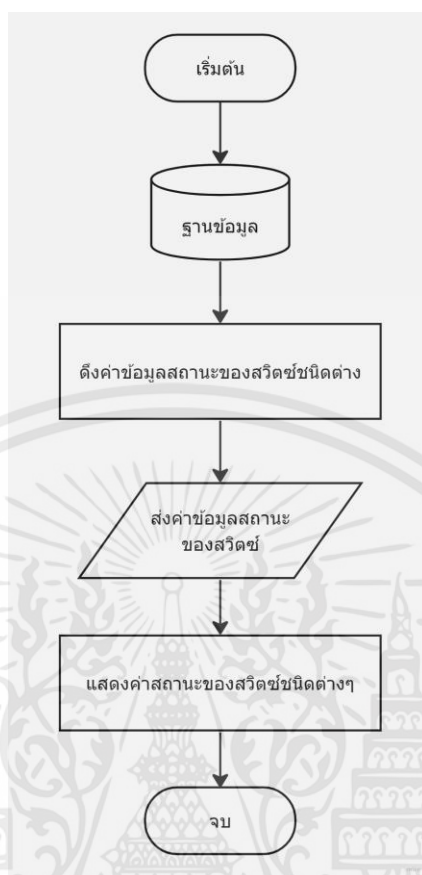 เริ่มต้น
ฐานข้อมูล
ดึงค่าข้อมูลสถานะของสวิตซ์ชนิดต่าง
ส่งค่าข้อมูลสถานะ
ของสวิตซ์
แสดงค่าสถานะของสวิตซ์ชนิดต่างๆ
จบ